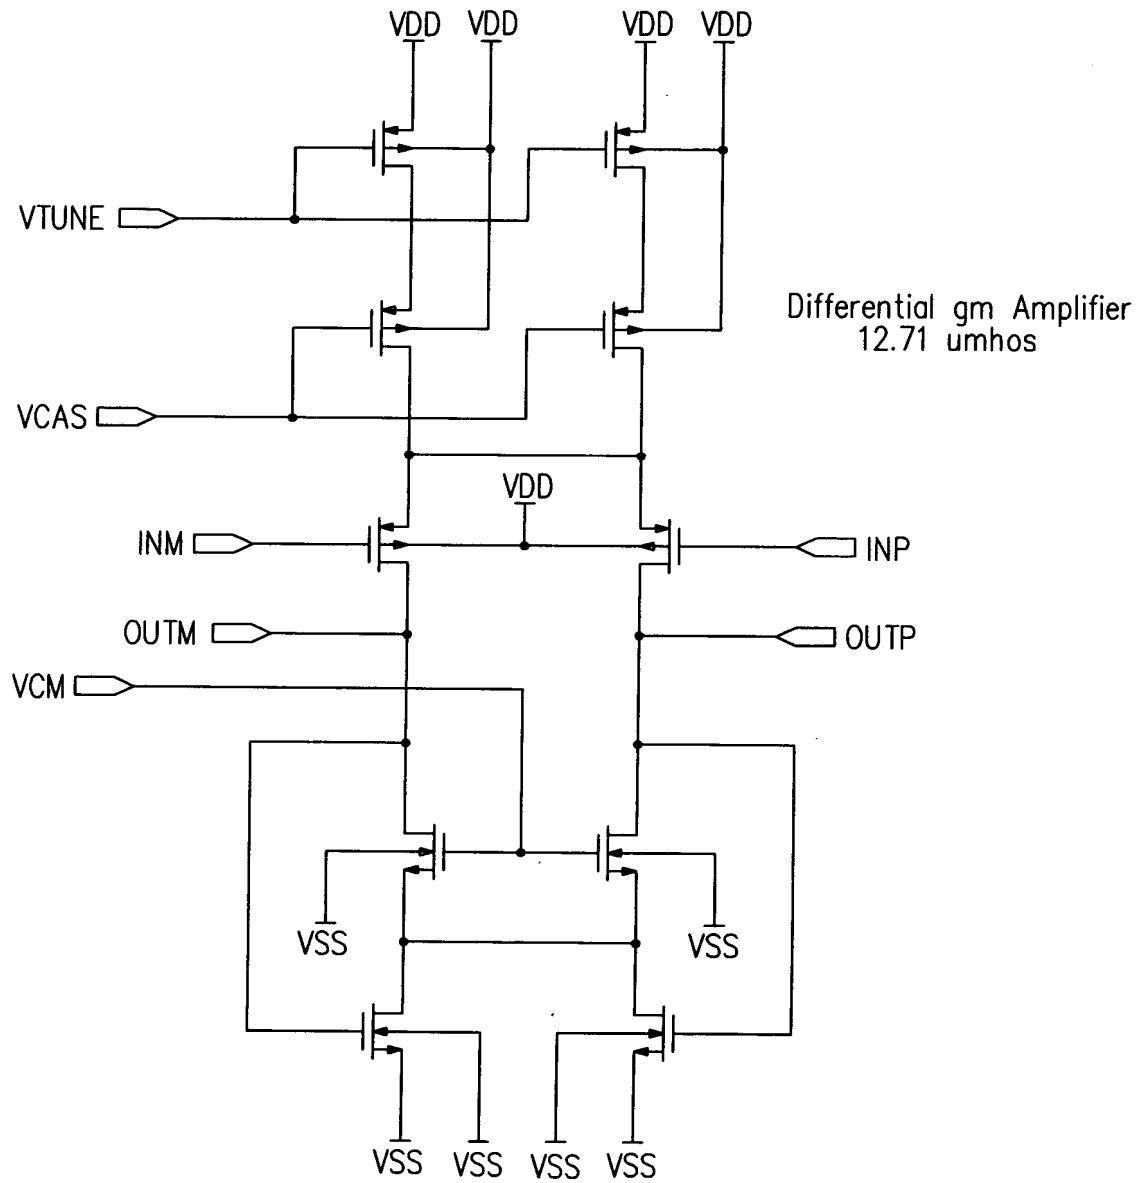 VDD VDD VDD VDD
VTUNE
Differential gm Amplifier
12.71 umhos
VCAS
VDD
INM
INP
OUTM
OUTP
VCM
VSS
VSS
VSS VSS VSS VSS